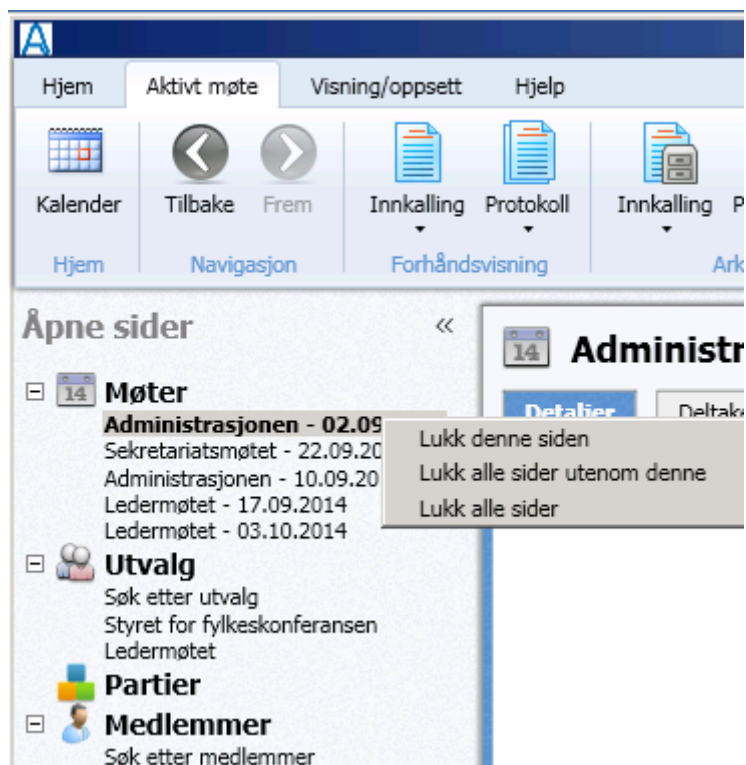 Hjem Aktivt møte Visning/oppsett Hjelp
Kalender Tilbake Frem Innkalling Protokoll Innkalling
Hjem Navigasjon Forhåndsvisning
Åpne sider «
14 Administr
14 Møter
Detaljer
Administrasjonen - 02.09
Sekretariatsmøtet - 22.09.20
Administrasjonen - 10.09.20
Ledermøtet - 17.09.2014
Ledermøtet - 03.10.2014
Lukk denne siden
Lukk alle sider utenom denne
Lukk alle sider
Utvalg
Søk etter utvalg
Styret for fylkeskonferansen
Ledermøtet
Partier
Medlemmer
Søk etter medlemmer